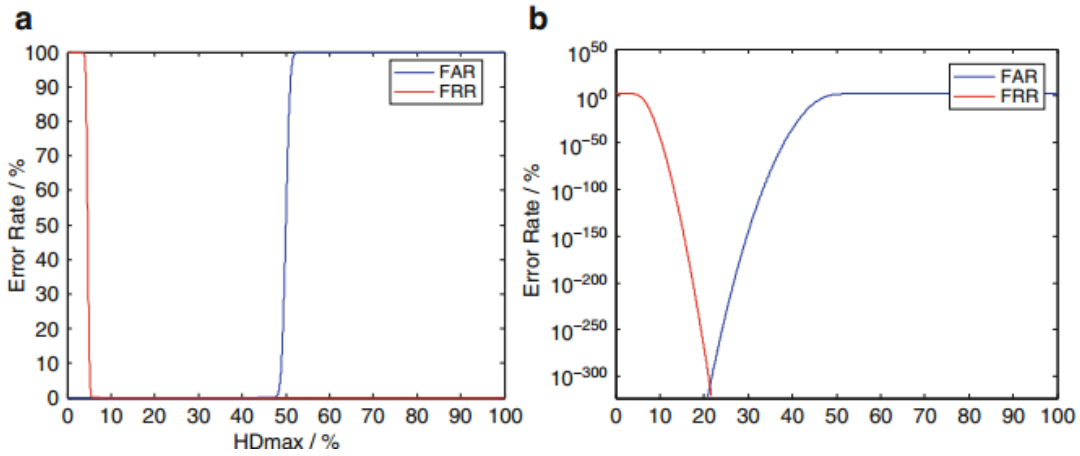 a
100
90
80
70
60
50
40
30
20
10
0
Error Rate / %
FAR
FRR
0 10 20 30 40 50 60 70 80 90 100
HDmax / %
b
10^50
10^0
10^-50
10^-100
10^-150
10^-200
10^-250
10^-300
Error Rate / %
FAR
FRR
0 10 20 30 40 50 60 70 80 90 100